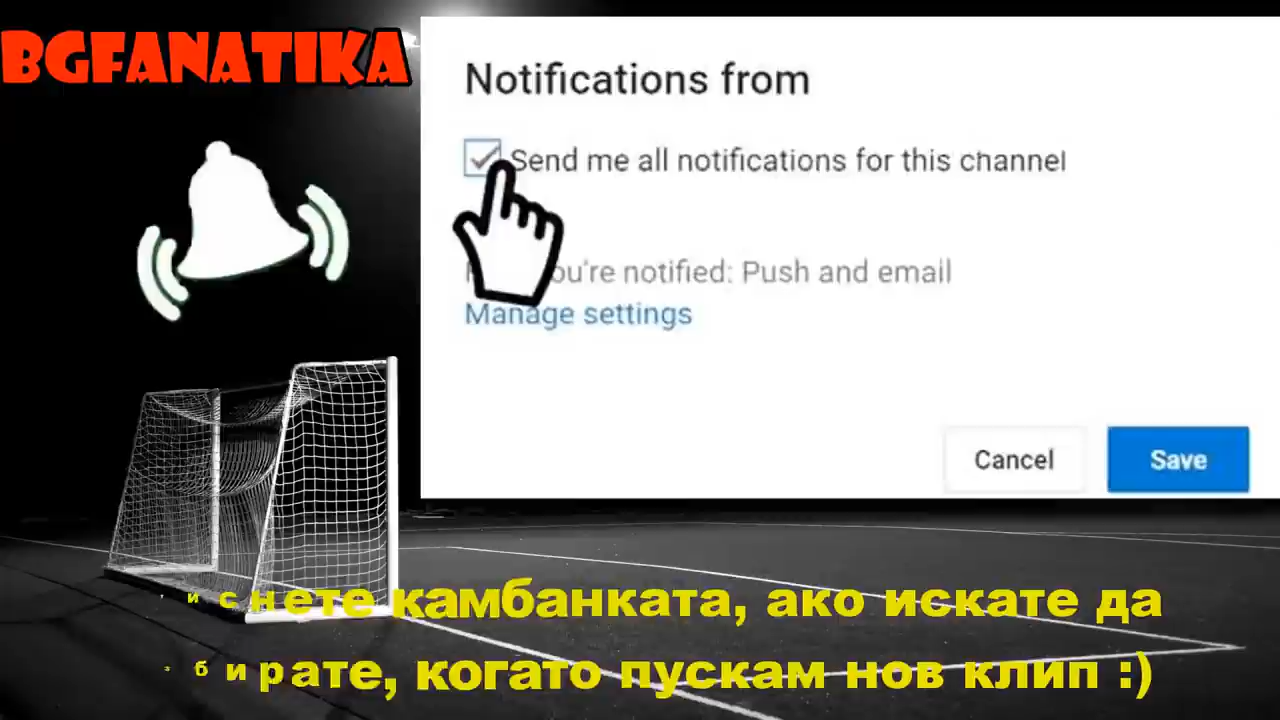 BGFANATIKA
Notifications from
Send me all notifications for this channel
you're notified: Push and email
Manage settings
Cancel
Save
камбанката, ако искате да
когато пускам нов клип :)